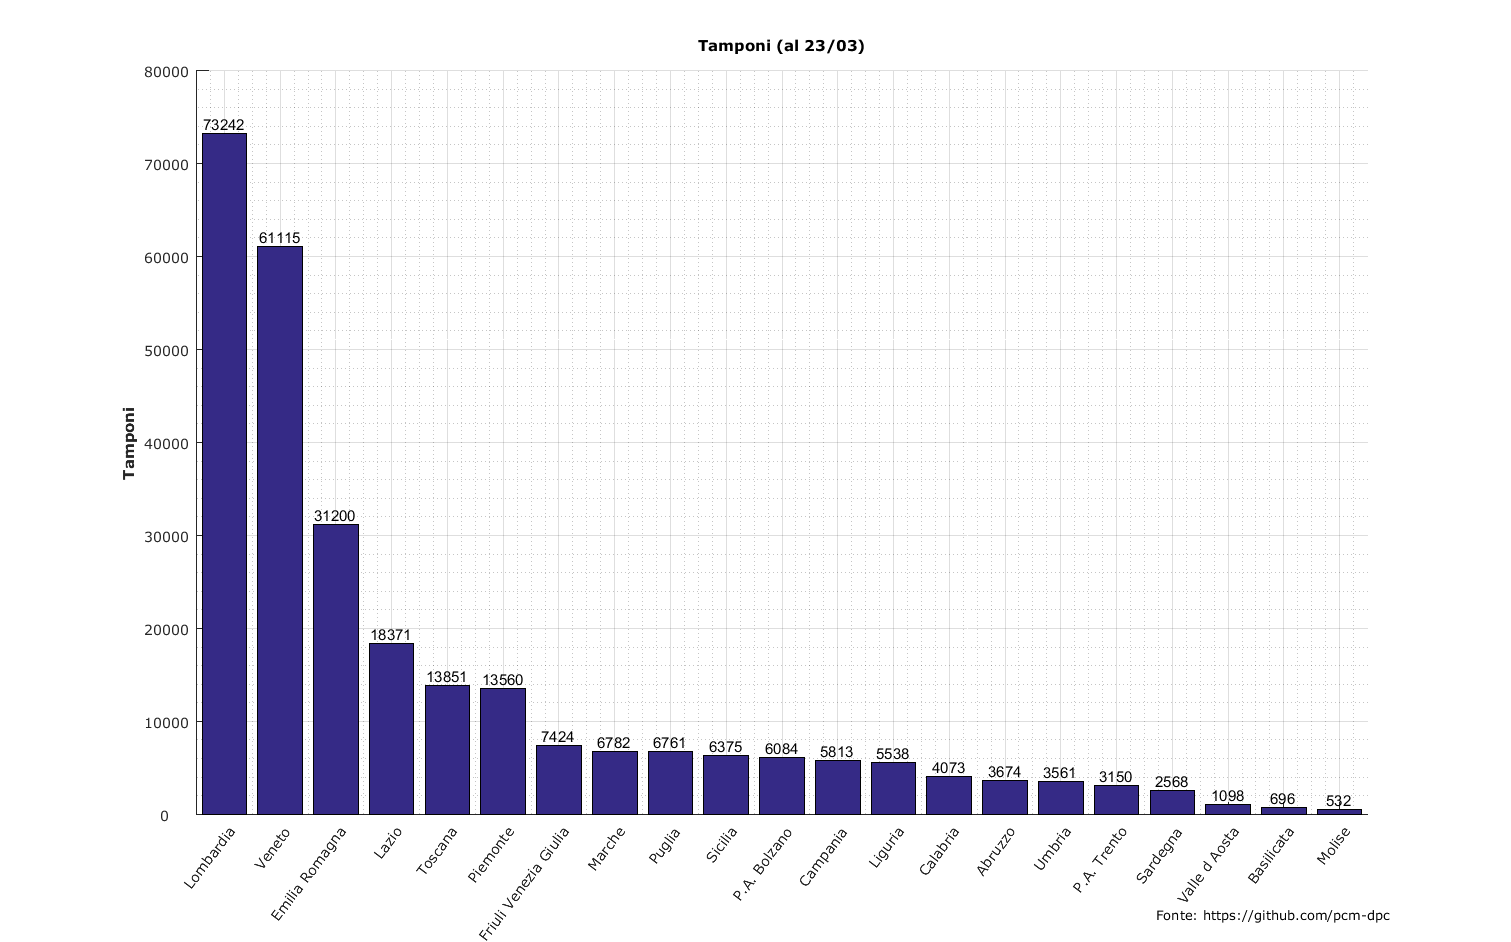 Tamponi (al 23/03)
Tamponi
80000
70000
60000
50000
40000
30000
20000
10000
0
73242
61115
31200
18371
13851
13560
7424
6782
6761
6375
6084
5813
5538
4073
3674
3561
3150
2568
1098
696
532
Lombardia
Veneto
Emilia Romagna
Lazio
Toscana
Piemonte
Friuli Venezia Giulia
Marche
Puglia
Sicilia
P.A. Bolzano
Campania
Liguria
Calabria
Abruzzo
Umbria
P.A. Trento
Sardegna
Valle d Aosta
Basilicata
Molise
Fonte: https://github.com/pcm-dpc